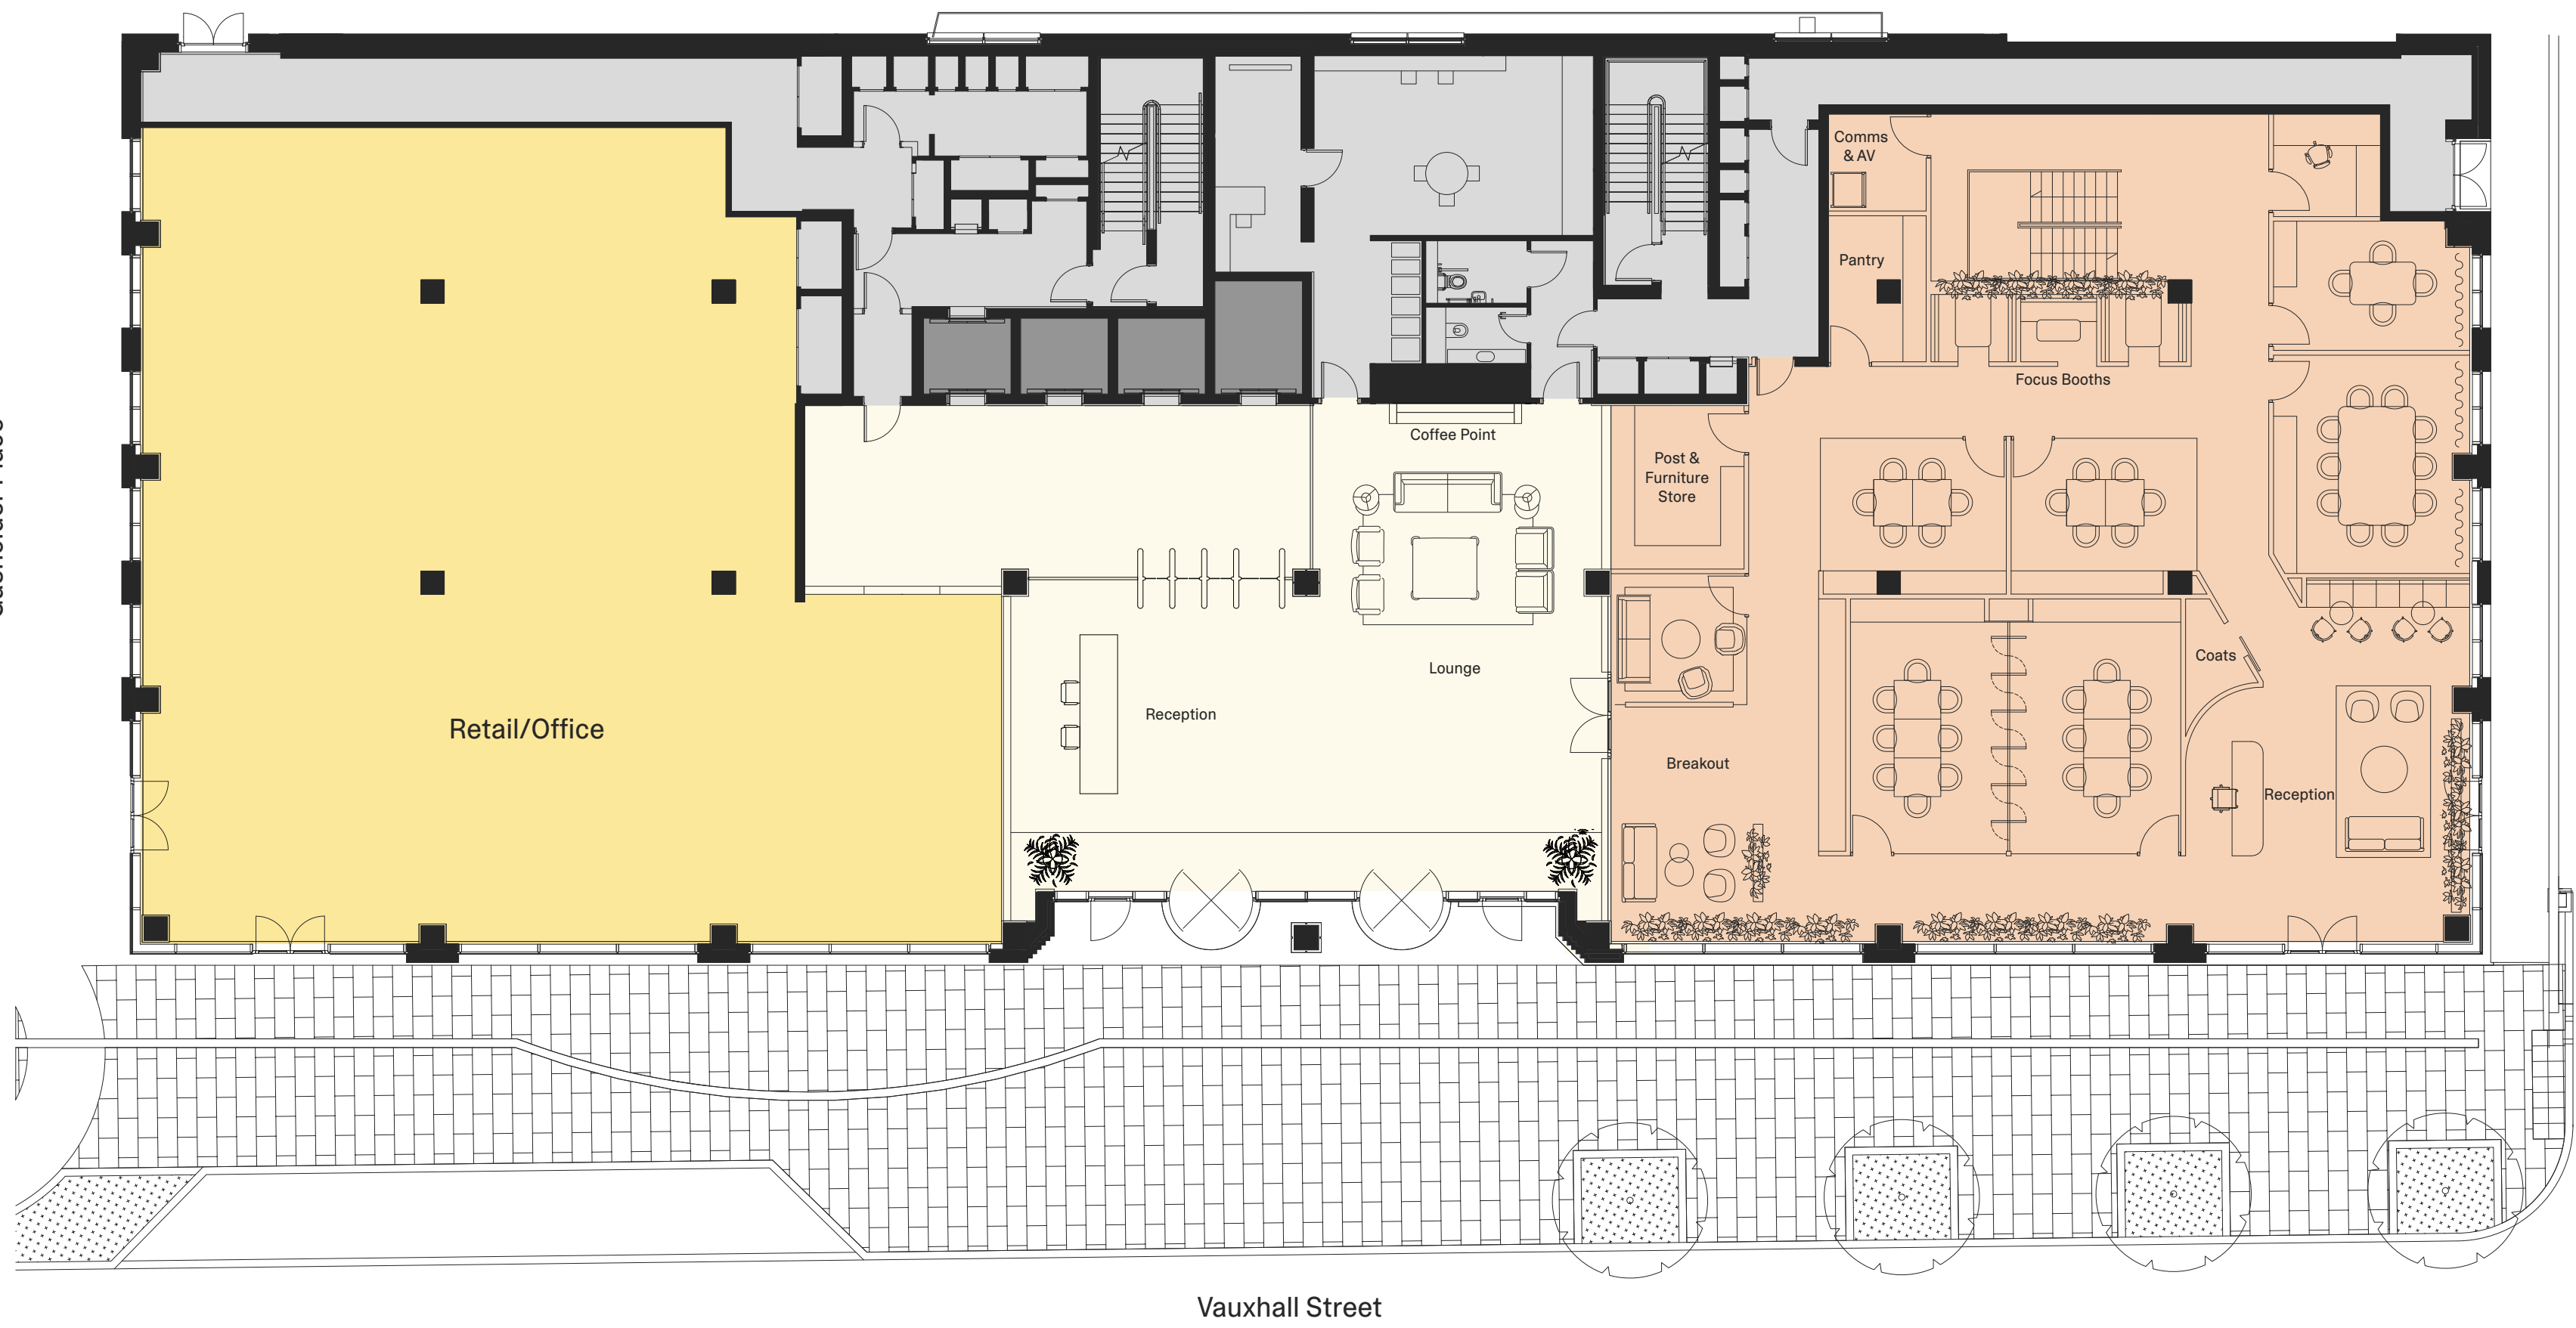 Comms
& AV
Pantry
Focus Booths
Coffee Point
Post &
Furniture
Store
Coats
Lounge
Reception
Retail/Office
Breakout
Reception
Vauxhall Street